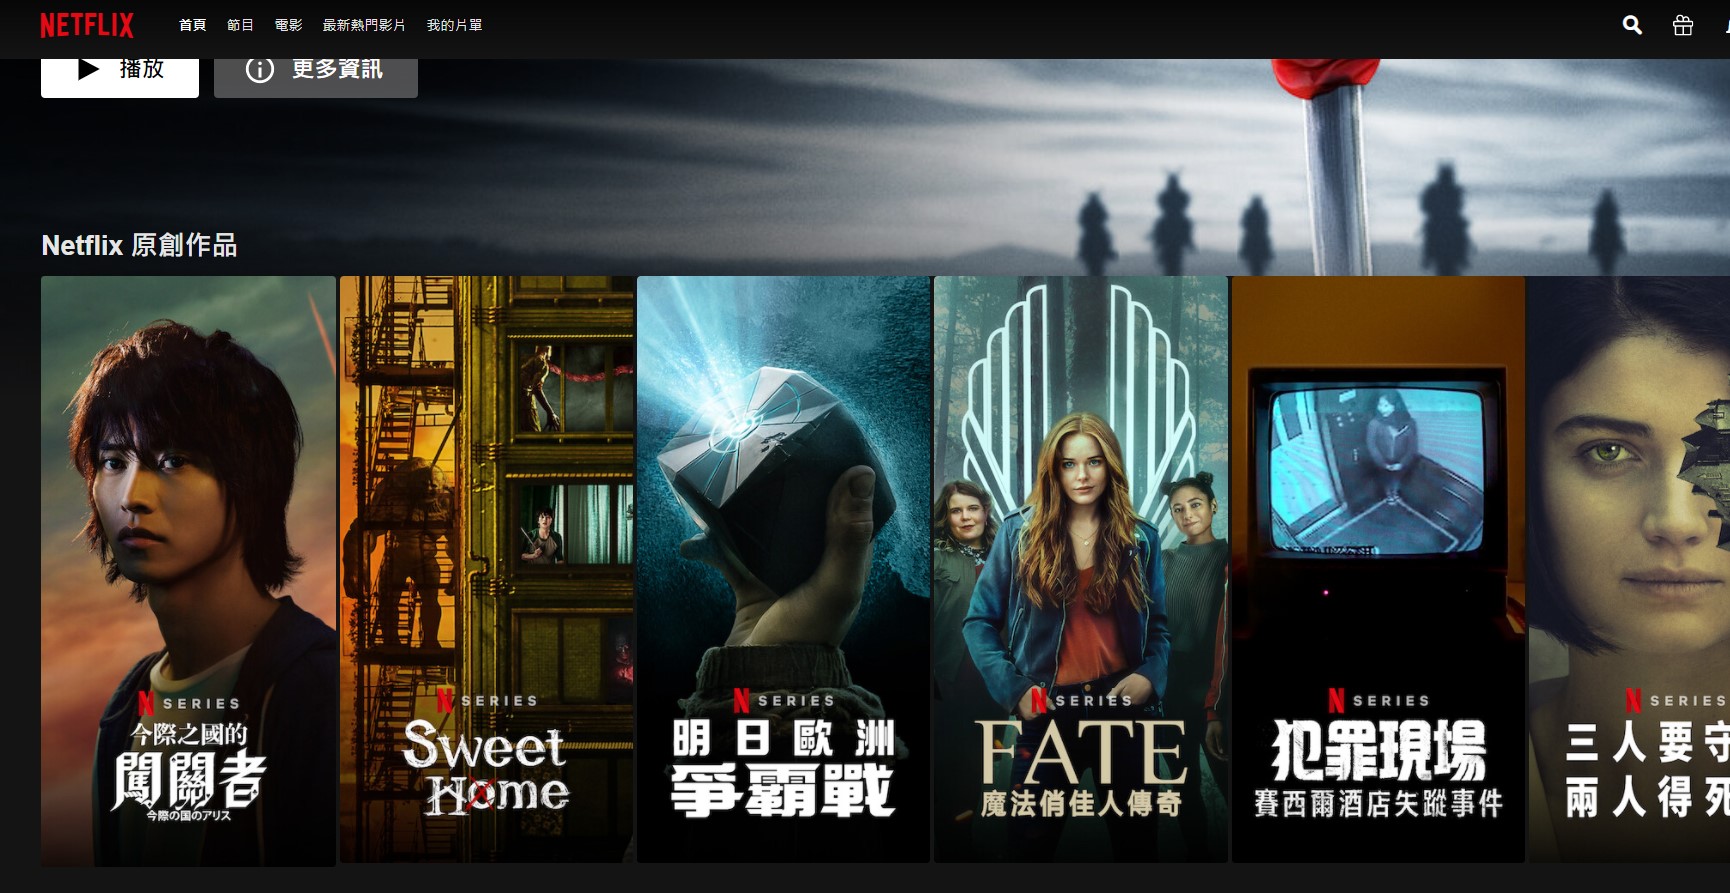 NETFLIX 首頁 節目 電影 最新熱門影片 我的片單
播放 更多資訊
Netflix 原創作品
N SERIES
今際之國的
闖關者
今際の国のアリス
N SERIES
Sweet
Home
N SERIES
明日歐洲
爭霸戰
N SERIES
FATE
魔法俏佳人傳奇
N SERIES
犯罪現場
賽西爾酒店失蹤事件
N SERIES
三人要守
兩人得死